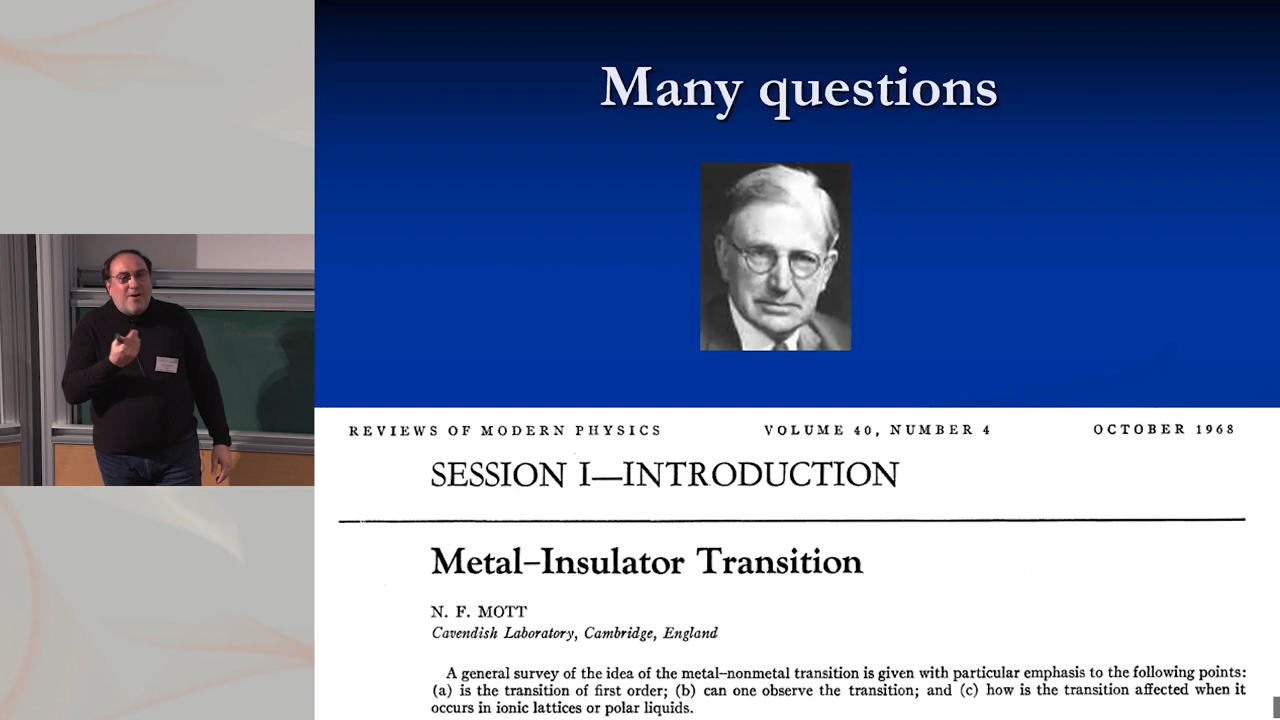 Many questions
REVIEWS OF MODERN PHYSICS VOLUME 40, NUMBER 4 OCTOBER 1968
SESSION I—INTRODUCTION
Metal–Insulator Transition
N. F. MOTT
Cavendish Laboratory, Cambridge, England
A general survey of the idea of the metal–nonmetal transition is given with particular emphasis to the following points:
(a) is the transition of first order; (b) can one observe the transition; and (c) how is the transition affected when it
occurs in ionic lattices or polar liquids.